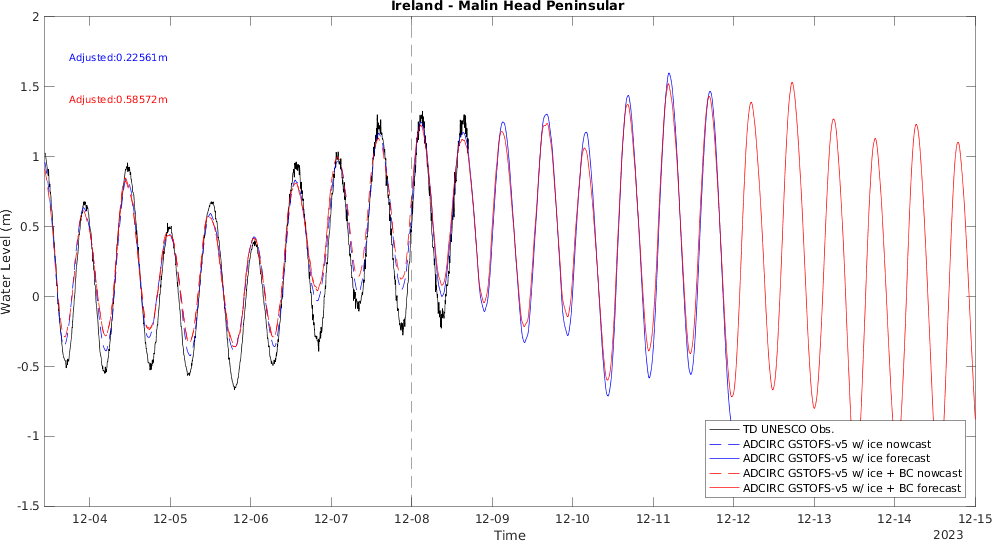 Ireland - Malin Head Peninsular
2
1.5
1
0.5
0
-0.5
-1
-1.5
Water Level (m)
Adjusted:0.22561m
Adjusted:0.58572m
TD UNESCO Obs.
ADCIRC GSTOFS-v5 w/ ice nowcast
ADCIRC GSTOFS-v5 w/ ice forecast
ADCIRC GSTOFS-v5 w/ ice + BC nowcast
ADCIRC GSTOFS-v5 w/ ice + BC forecast
12-04 12-05 12-06 12-07 12-08 12-09 12-10 12-11 12-12 12-13 12-14 12-15
Time
2023